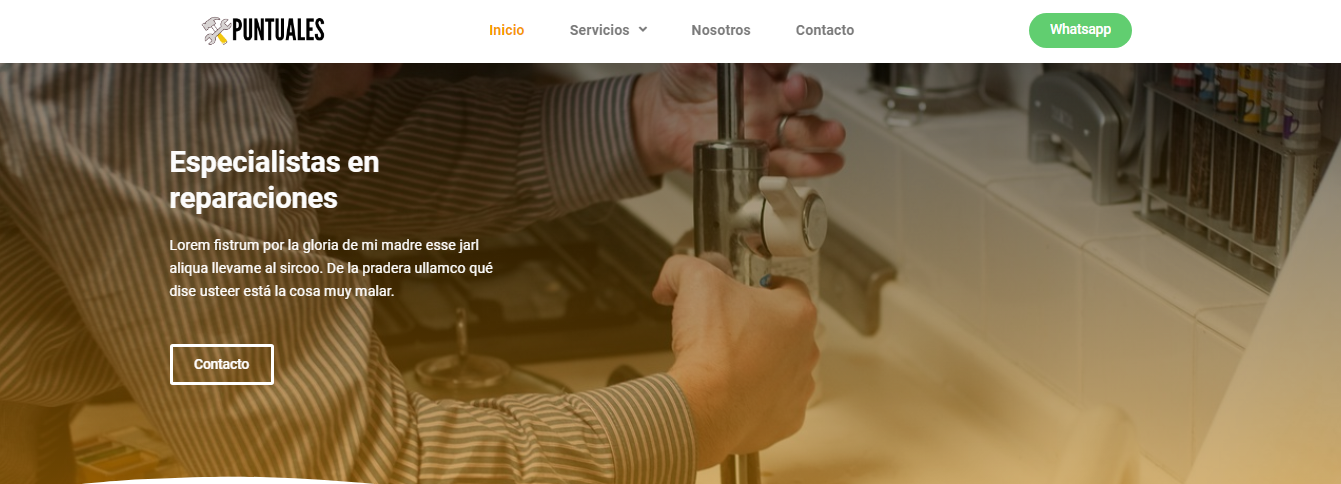 PUNTUALES
Inicio
Servicios
Nosotros
Contacto
Whatsapp
Especialistas en
reparaciones
Lorem fistrum por la gloria de mi madre esse jarl
aliqua llevame al sircoo. De la pradera ullamco qué
dise usteer está la cosa muy malar.
Contacto